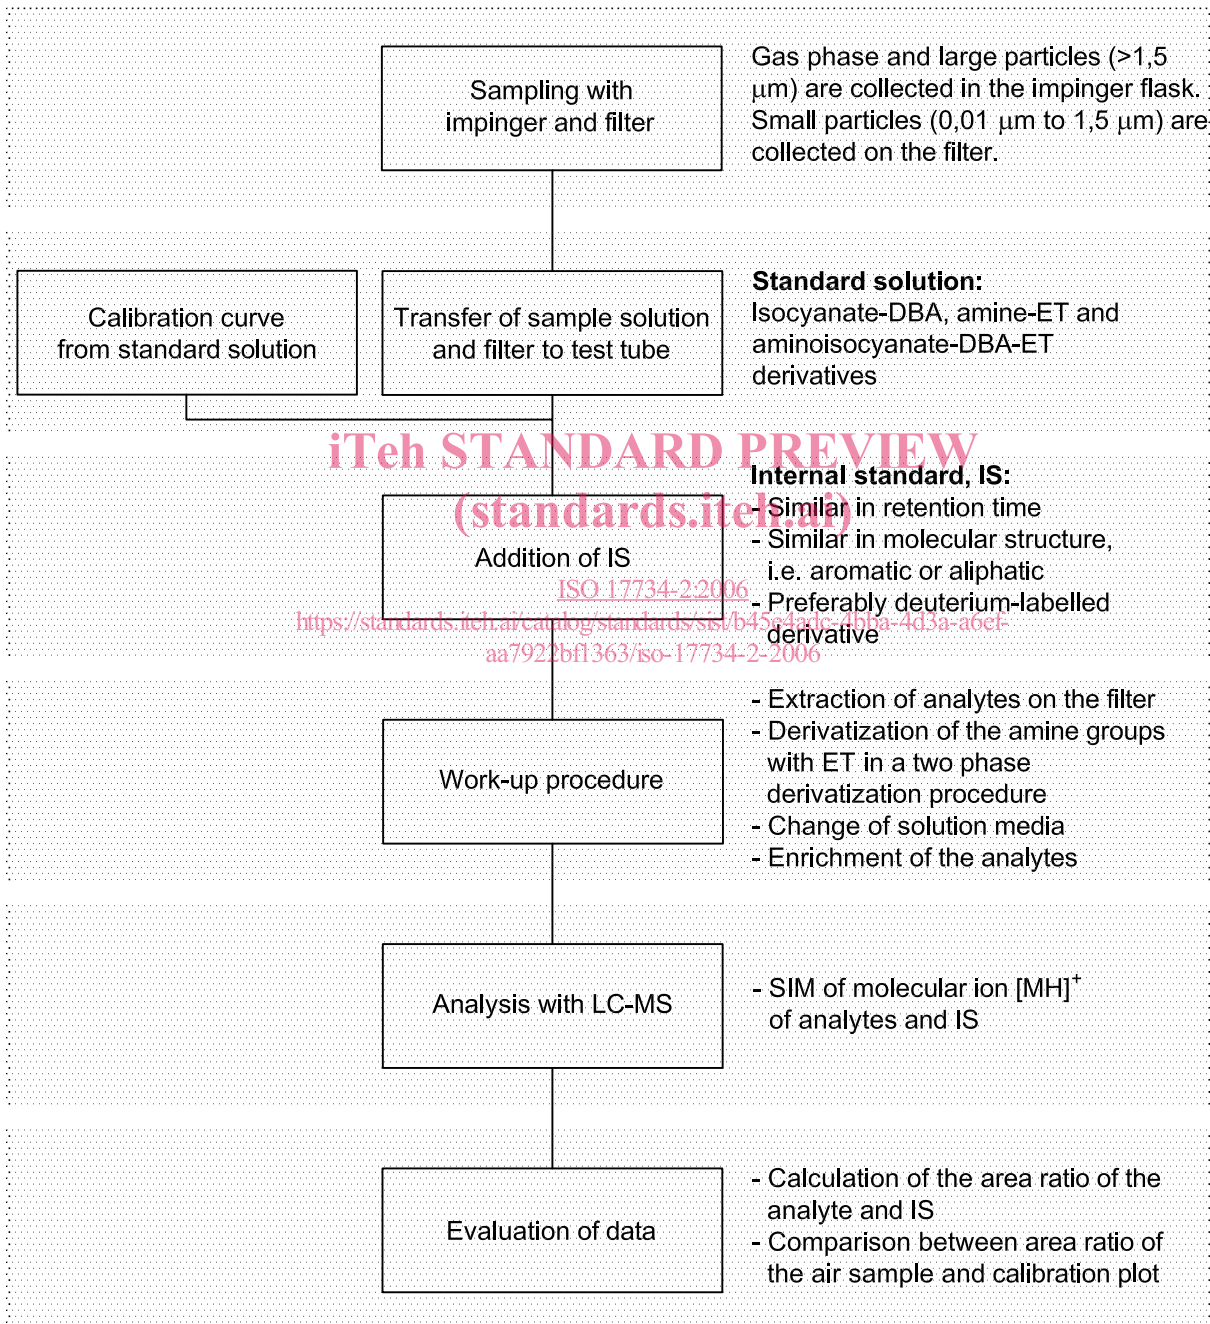 Sampling with
impinger and filter
Gas phase and large particles (>1,5
μm) are collected in the impinger flask.
Small particles (0,01 μm to 1,5 μm) are
collected on the filter.
Calibration curve
from standard solution
Transfer of sample solution
and filter to test tube
Standard solution:
Isocyanate-DBA, amine-ET and
aminoisocyanate-DBA-ET
derivatives
iTeh STANDARD PREVIEW
(standards.iteh.ai)
Addition of IS
Internal standard, IS:
- Similar in retention time
- Similar in molecular structure,
i.e. aromatic or aliphatic
- Preferably deuterium-labelled
derivative
ISO 17734-2:2006
https://standards.iteh.ai/catalog/standards/sist/b45e4adc-4bba-4d3a-a6ef-
aa7922bf1363/iso-17734-2-2006
Work-up procedure
- Extraction of analytes on the filter
- Derivatization of the amine groups
with ET in a two phase
derivatization procedure
- Change of solution media
- Enrichment of the analytes
Analysis with LC-MS
- SIM of molecular ion [MH]⁺
of analytes and IS
Evaluation of data
- Calculation of the area ratio of the
analyte and IS
- Comparison between area ratio of
the air sample and calibration plot